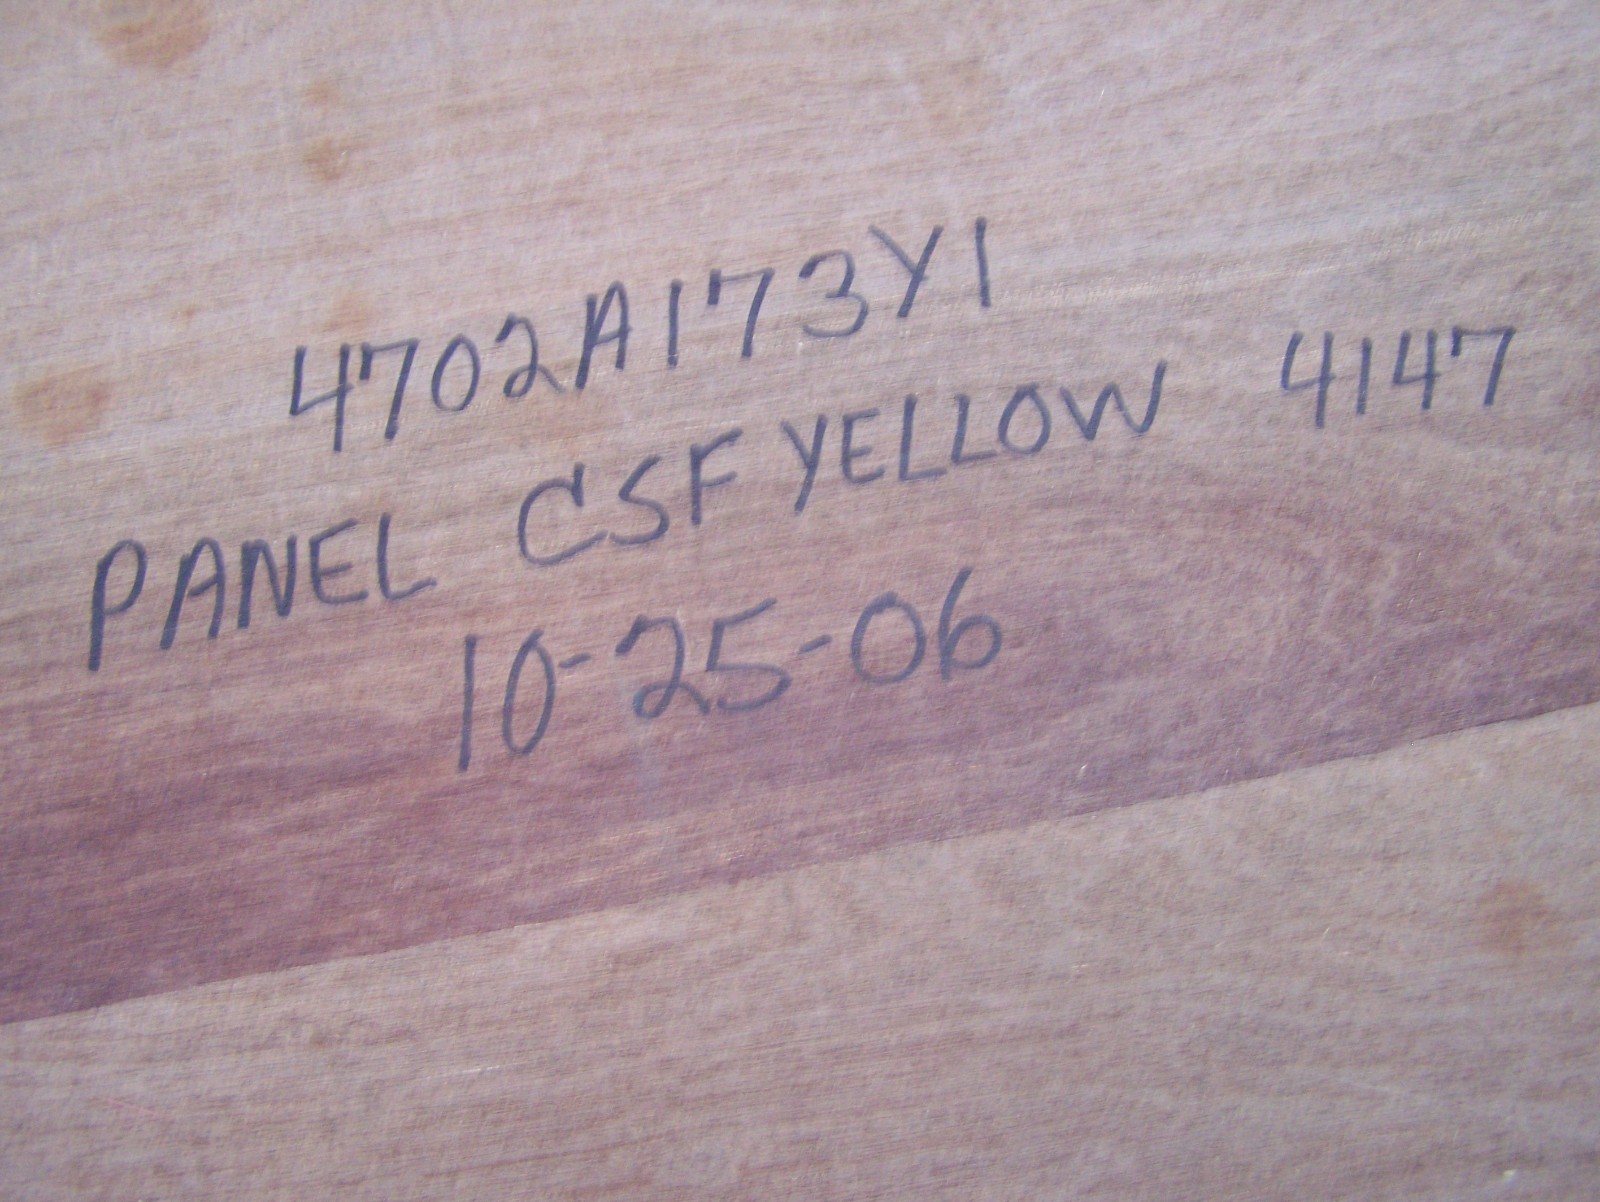 4702A173Y1
PANEL CSF YELLOW 4147
10-25-06